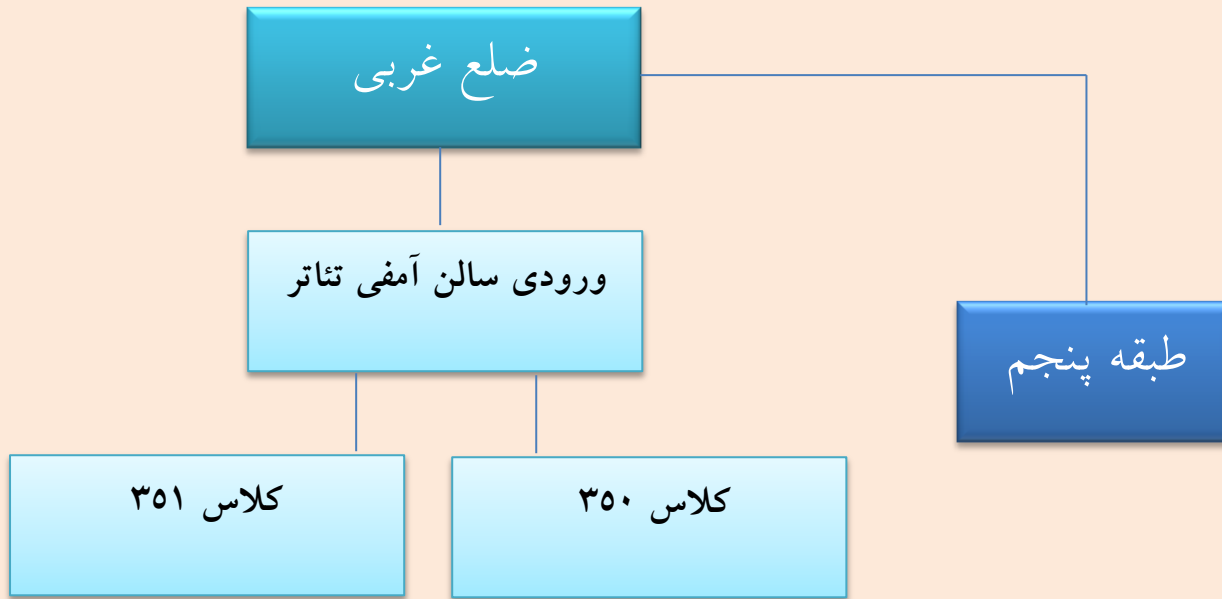 ضلع غربی
ورودی سالن آمفی تئاتر
طبقه پنجم
کلاس ۳۵۰
کلاس ۳۵۱